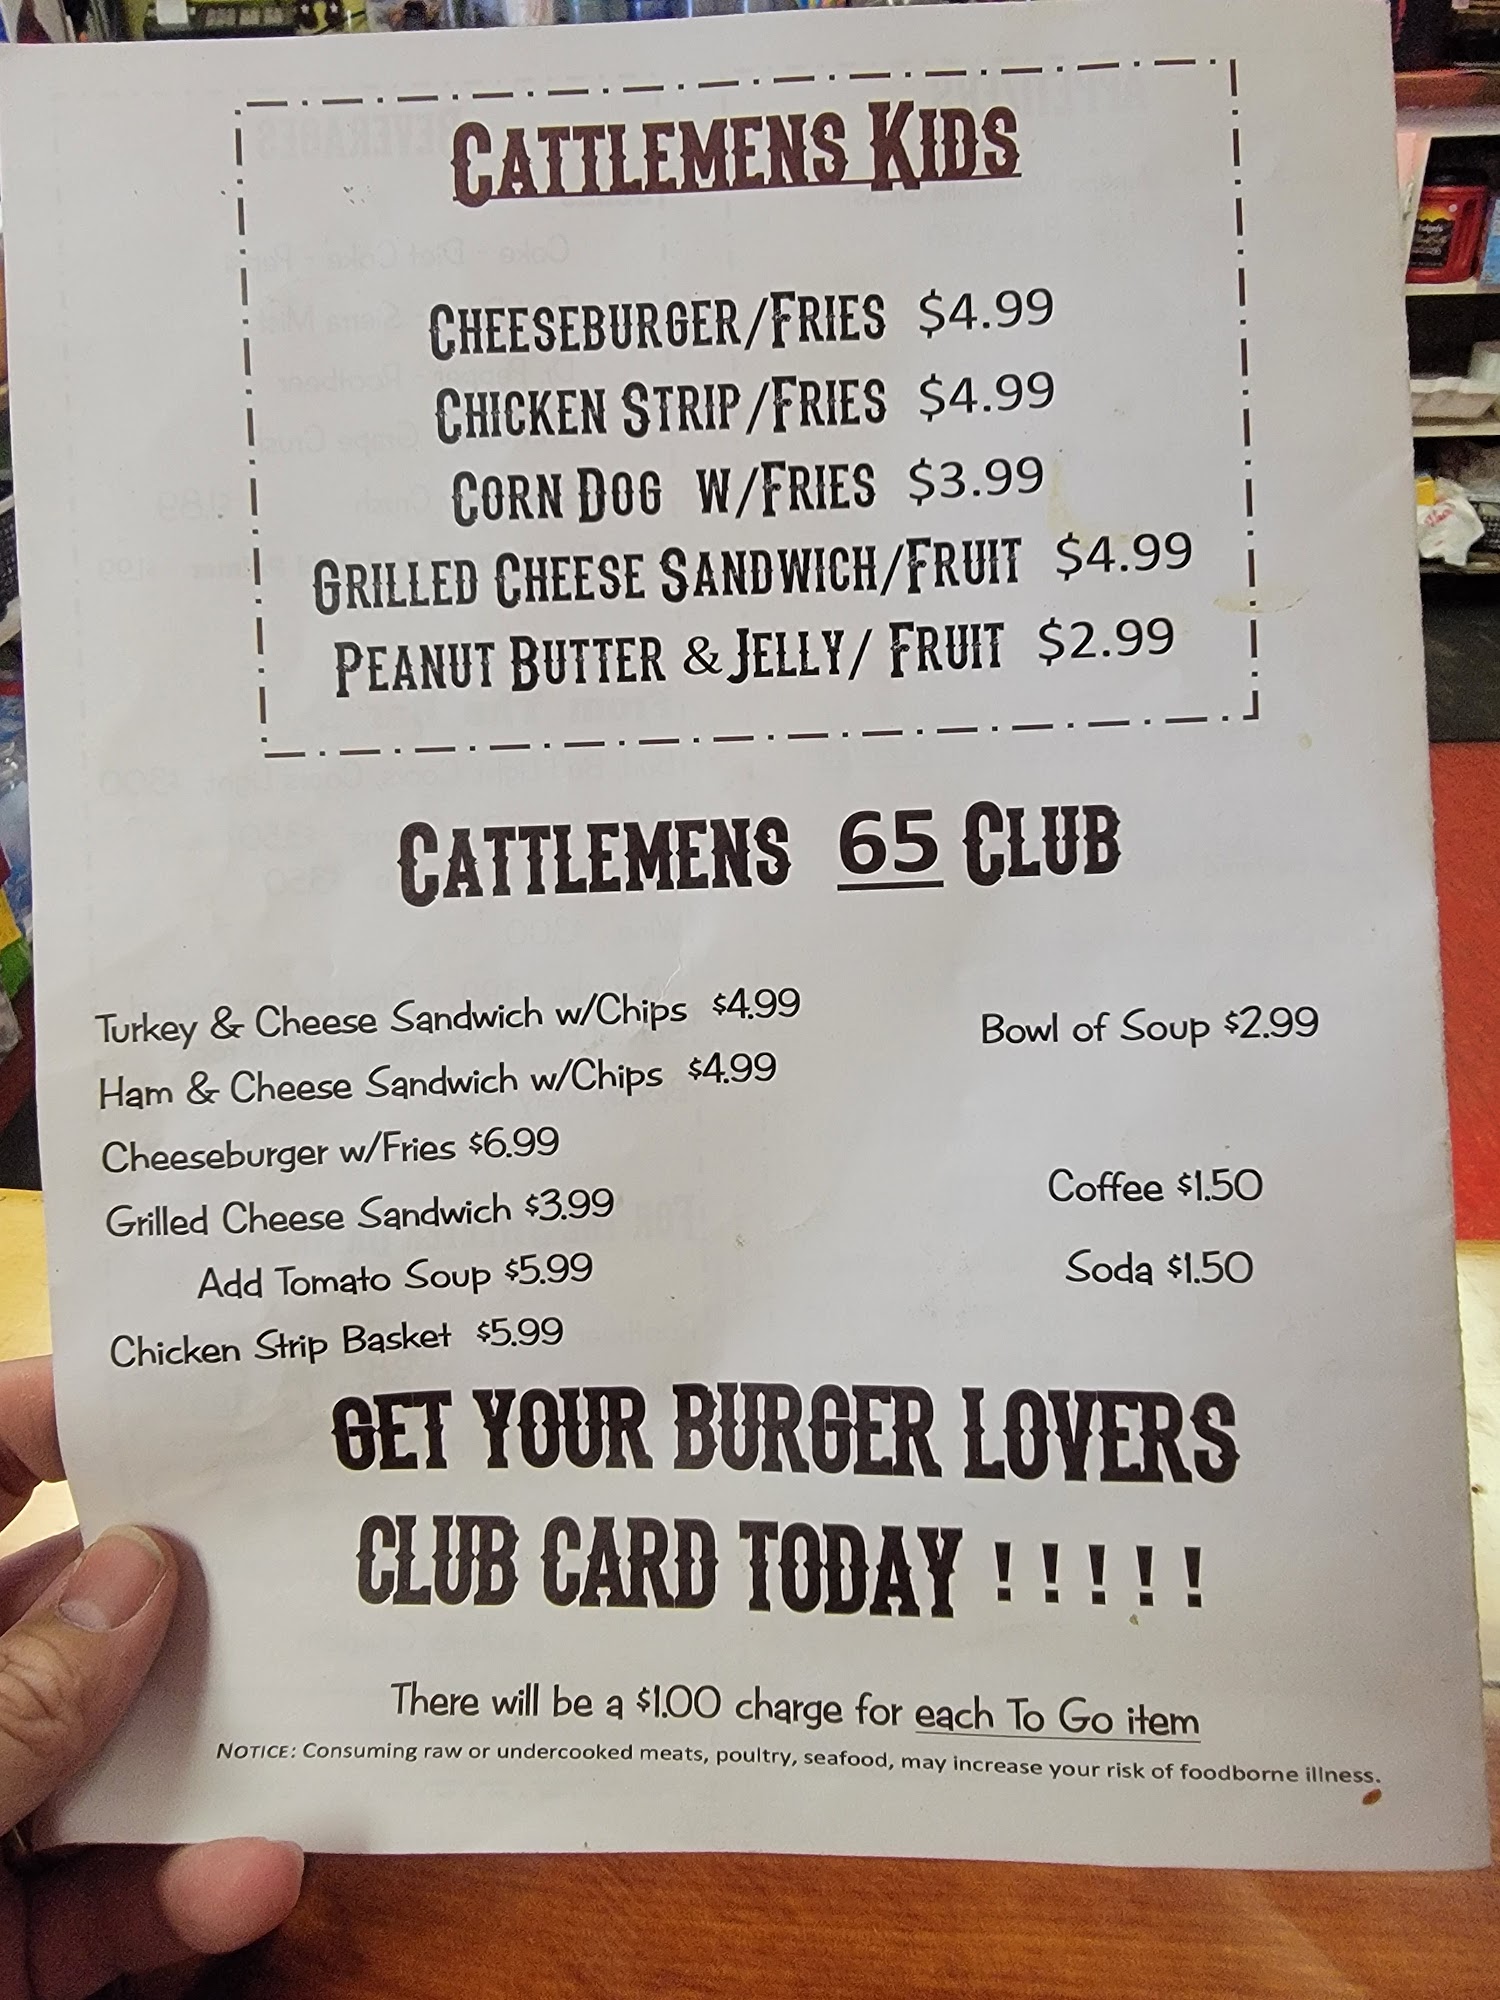 Cattlemens Kids
Cheeseburger/Fries $4.99
Chicken Strip/Fries $4.99
Corn Dog w/Fries $3.99
Grilled Cheese Sandwich/Fruit $4.99
Peanut Butter & Jelly/ Fruit $2.99
Cattlemens 65 Club
Turkey & Cheese Sandwich w/Chips $4.99
Ham & Cheese Sandwich w/Chips $4.99
Cheeseburger w/Fries $6.99
Grilled Cheese Sandwich $3.99
Add Tomato Soup $5.99
Chicken Strip Basket $5.99
Bowl of Soup $2.99
Coffee $1.50
Soda $1.50
GET YOUR BURGER LOVERS
CLUB CARD TODAY !!!!!
There will be a $1.00 charge for each To Go item
NOTICE: Consuming raw or undercooked meats, poultry, seafood, may increase your risk of foodborne illness.